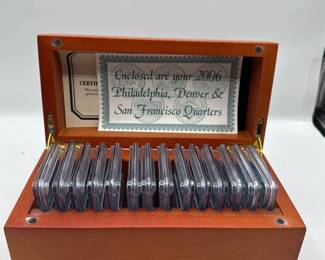 CERTI
Enclosed are your 2006
Philadelphia, Denver &
San Francisco Quarters